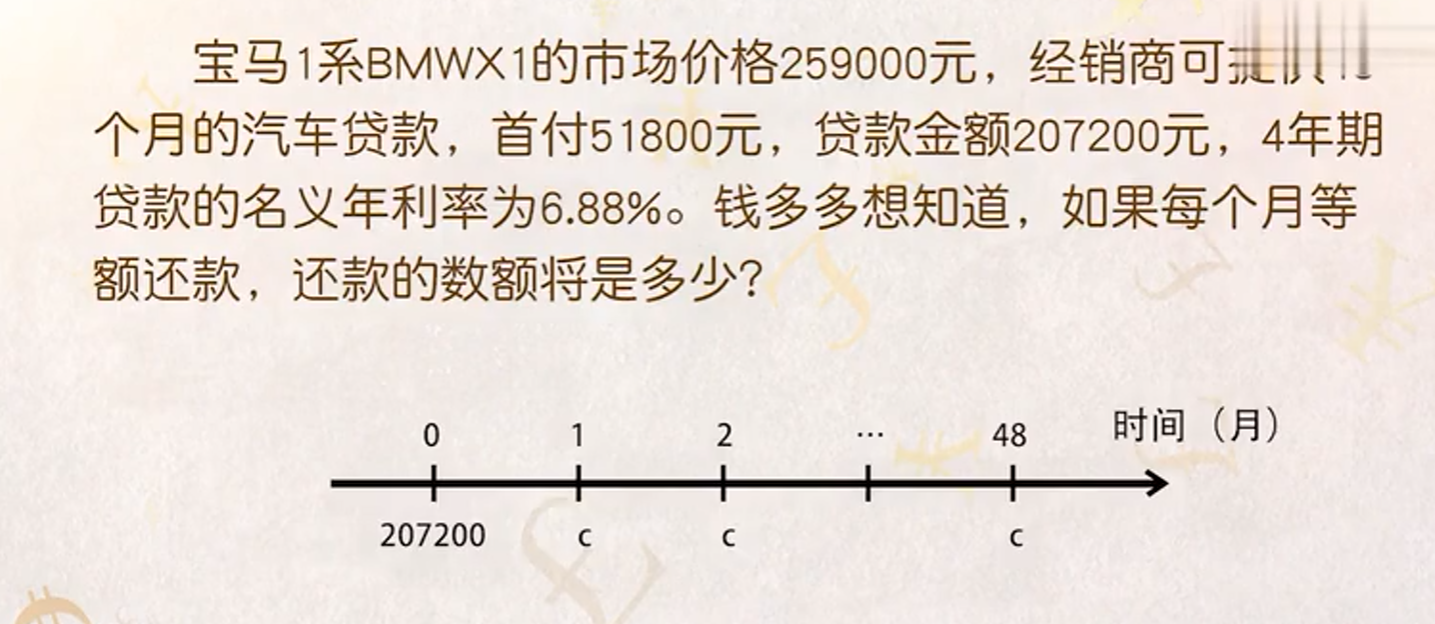 宝马1系BMWX1的市场价格259000元，经销商可
个月的汽车贷款，首付51800元，贷款金额207200元，4年期
贷款的名义年利率为6.88%。钱多多想知道，如果每个月等
额还款，还款的数额将是多少？
0 1 2 … 48 时间（月）
207200 c c c